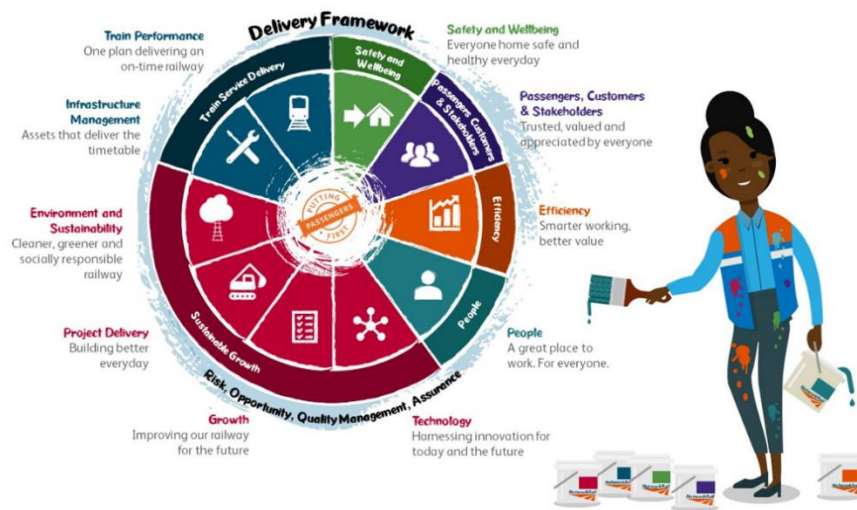 Delivery Framework
Train Performance
One plan delivering an
on-time railway
Safety and Wellbeing
Everyone home safe and
healthy everyday
Train Service Delivery
Safety and
Wellbeing
Passengers Customers
& Stakeholders
Infrastructure
Management
Assets that deliver the
timetable
Passengers, Customers
& Stakeholders
Trusted, valued and
appreciated by everyone
PUTTING
PASSENGERS
FIRST
Environment and
Sustainability
Cleaner, greener and
socially responsible
railway
Efficiency
Efficiency
Smarter working,
better value
Project Delivery
Building better
everyday
Sustainable Growth
People
People
A great place to
work. For everyone.
Risk, Opportunity, Quality Management, Assurance
Growth
Improving our railway
for the future
Technology
Harnessing innovation for
today and the future
NetworkRail
NetworkRail
NetworkRail
NetworkRail
NetworkRail